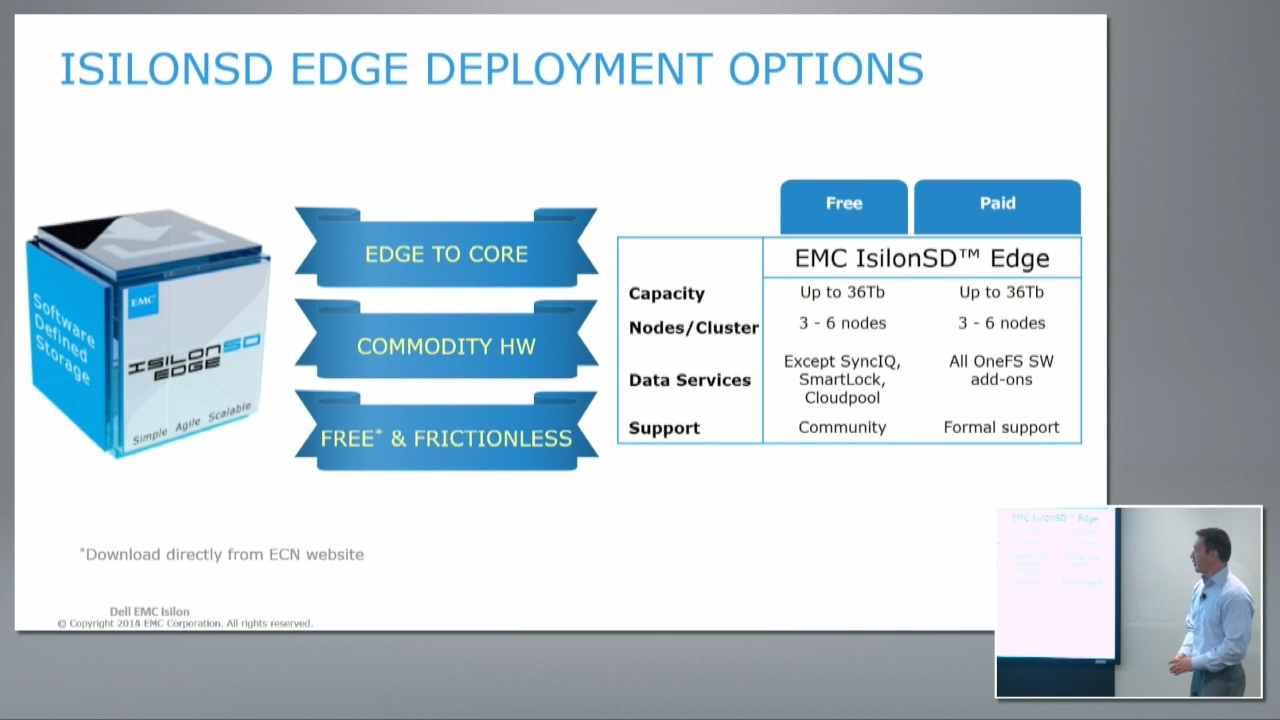 ISILONSD EDGE DEPLOYMENT OPTIONS
EMC
Software
Defined
Storage
ISILONSD
EDGE
Simple Agile Scalable
EDGE TO CORE
COMMODITY HW
FREE* & FRICTIONLESS
Free Paid
EMC IsilonSD™ Edge
Capacity Up to 36Tb Up to 36Tb
Nodes/Cluster 3 - 6 nodes 3 - 6 nodes
Data Services Except SyncIQ, SmartLock, Cloudpool All OneFS SW add-ons
Support Community Formal support
*Download directly from ECN website
Dell EMC Isilon
© Copyright 2016 EMC Corporation. All rights reserved.
EMC IsilonSD™ Edge